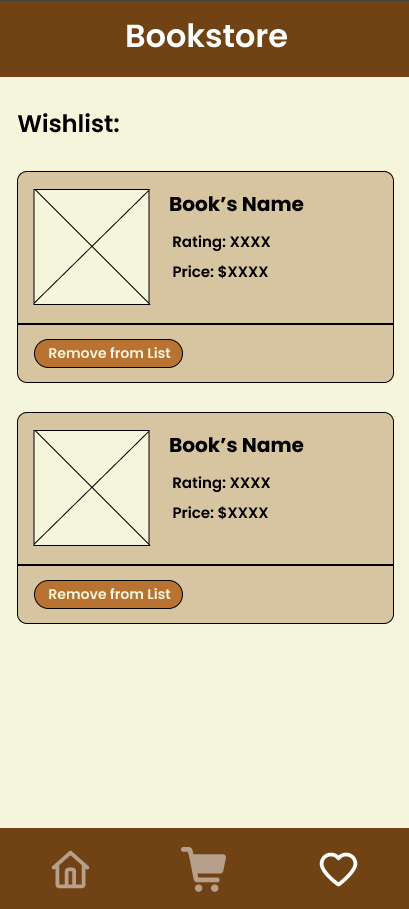 Bookstore
Wishlist:
Book’s Name
Rating: XXXX
Price: $XXXX
Remove from List
Book’s Name
Rating: XXXX
Price: $XXXX
Remove from List